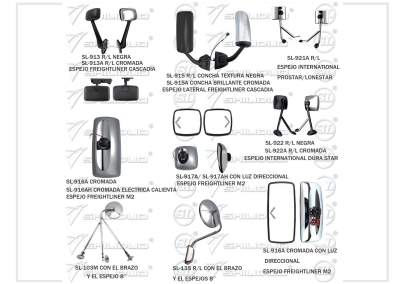 SL-913 R/L NEGRA
SL-913A R/L CROMADA
ESPEJO FREIGHTLINER CASCADIA
SL-915 R/L CONCHA TEXTURA NEGRA
SL-915A CONCHA BRILLANTE CROMADA
ESPEJO LATERAL FREIGHTLINER CASCADIA
SL-921A R/L
ESPEJO INTERNATIONAL
PROSTAR/LONESTAR
SL-922 R/L NEGRA
SL-922A R/L CROMADA
ESPEJO INTERNATIONAL DURA STAR
SL-916A CROMADA
SL-916AH CROMADA ELECTRICA CALIENTA
ESPEJO FREIGHTLINER M2
SL-917A/ SL-917AH CON LUZ DIRECCIONAL
ESPEJO FREIGHTLINER M2
SL-916A CROMADA CON LUZ
DIRECCIONAL
ESPEJO FREIGHTLINER M2
SL-103M CON EL BRAZO
Y EL ESPEJO 8"
SL-13B R/L CON EL BRAZO
Y EL ESPEJOS 8"
SHILIDUO